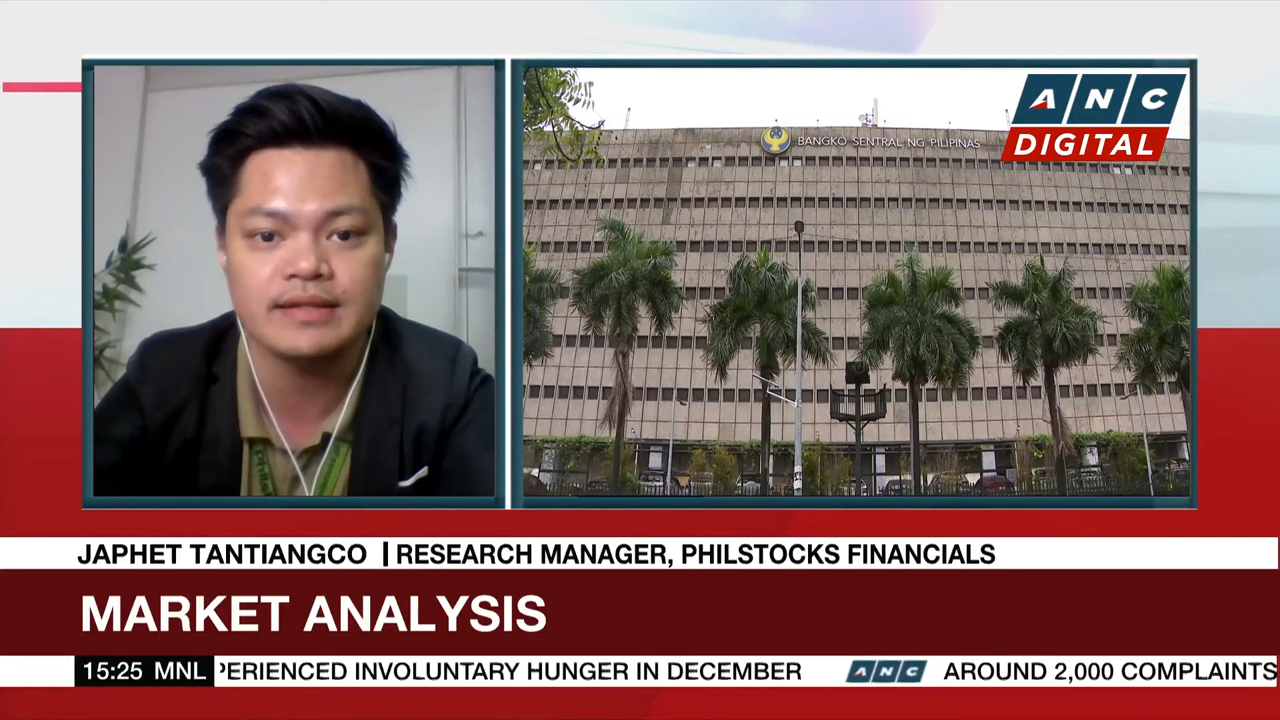 ANC
DIGITAL
BANGKO SENTRAL NG PILIPINAS
JAPHET TANTIANGCO | RESEARCH MANAGER, PHILSTOCKS FINANCIALS
MARKET ANALYSIS
15:25 MNL PERIENCED INVOLUNTARY HUNGER IN DECEMBER ANC AROUND 2,000 COMPLAINTS